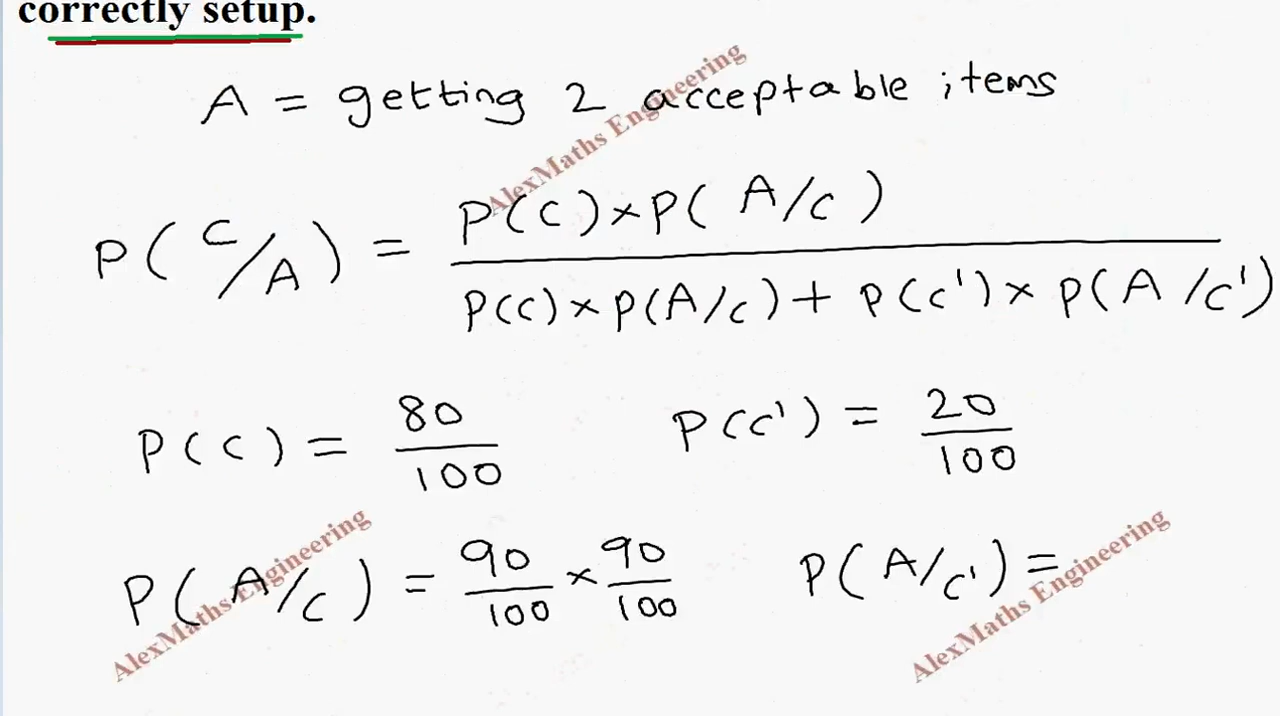 correctly setup.
A = getting 2 acceptable items
AlexMaths Engineering
P(C/A) = P(C)×P(A/C)
P(C)×P(A/C)+P(C')×P(A/C')
P(C) = 80/100 P(C') = 20/100
P(A/C) = 90/100 × 90/100 P(A/C') =
AlexMaths Engineering AlexMaths Engineering